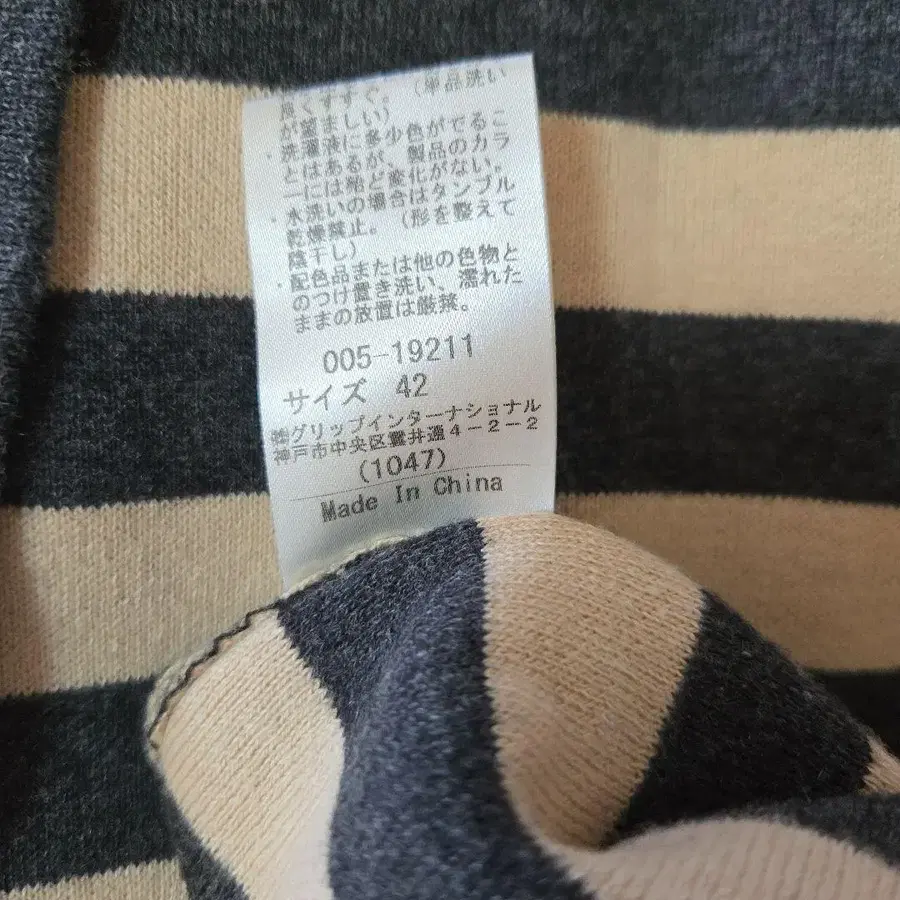 良くすすぐ。(単品洗い
が望ましい)
・洗濯液に多少色がでるこ
とはあるが、製品のカラ
ーには殆ど変化がない。
・水洗いの場合はタンブル
乾燥禁止。(形を整えて
陰干し)
・配色品または他の色物と
のつけ置き洗い、濡れた
ままの放置は厳禁。
005-19211
サイズ 42
㈱グリップインターナショナル
神戸市中央区雲井通4-2-2
(1047)
Made In China